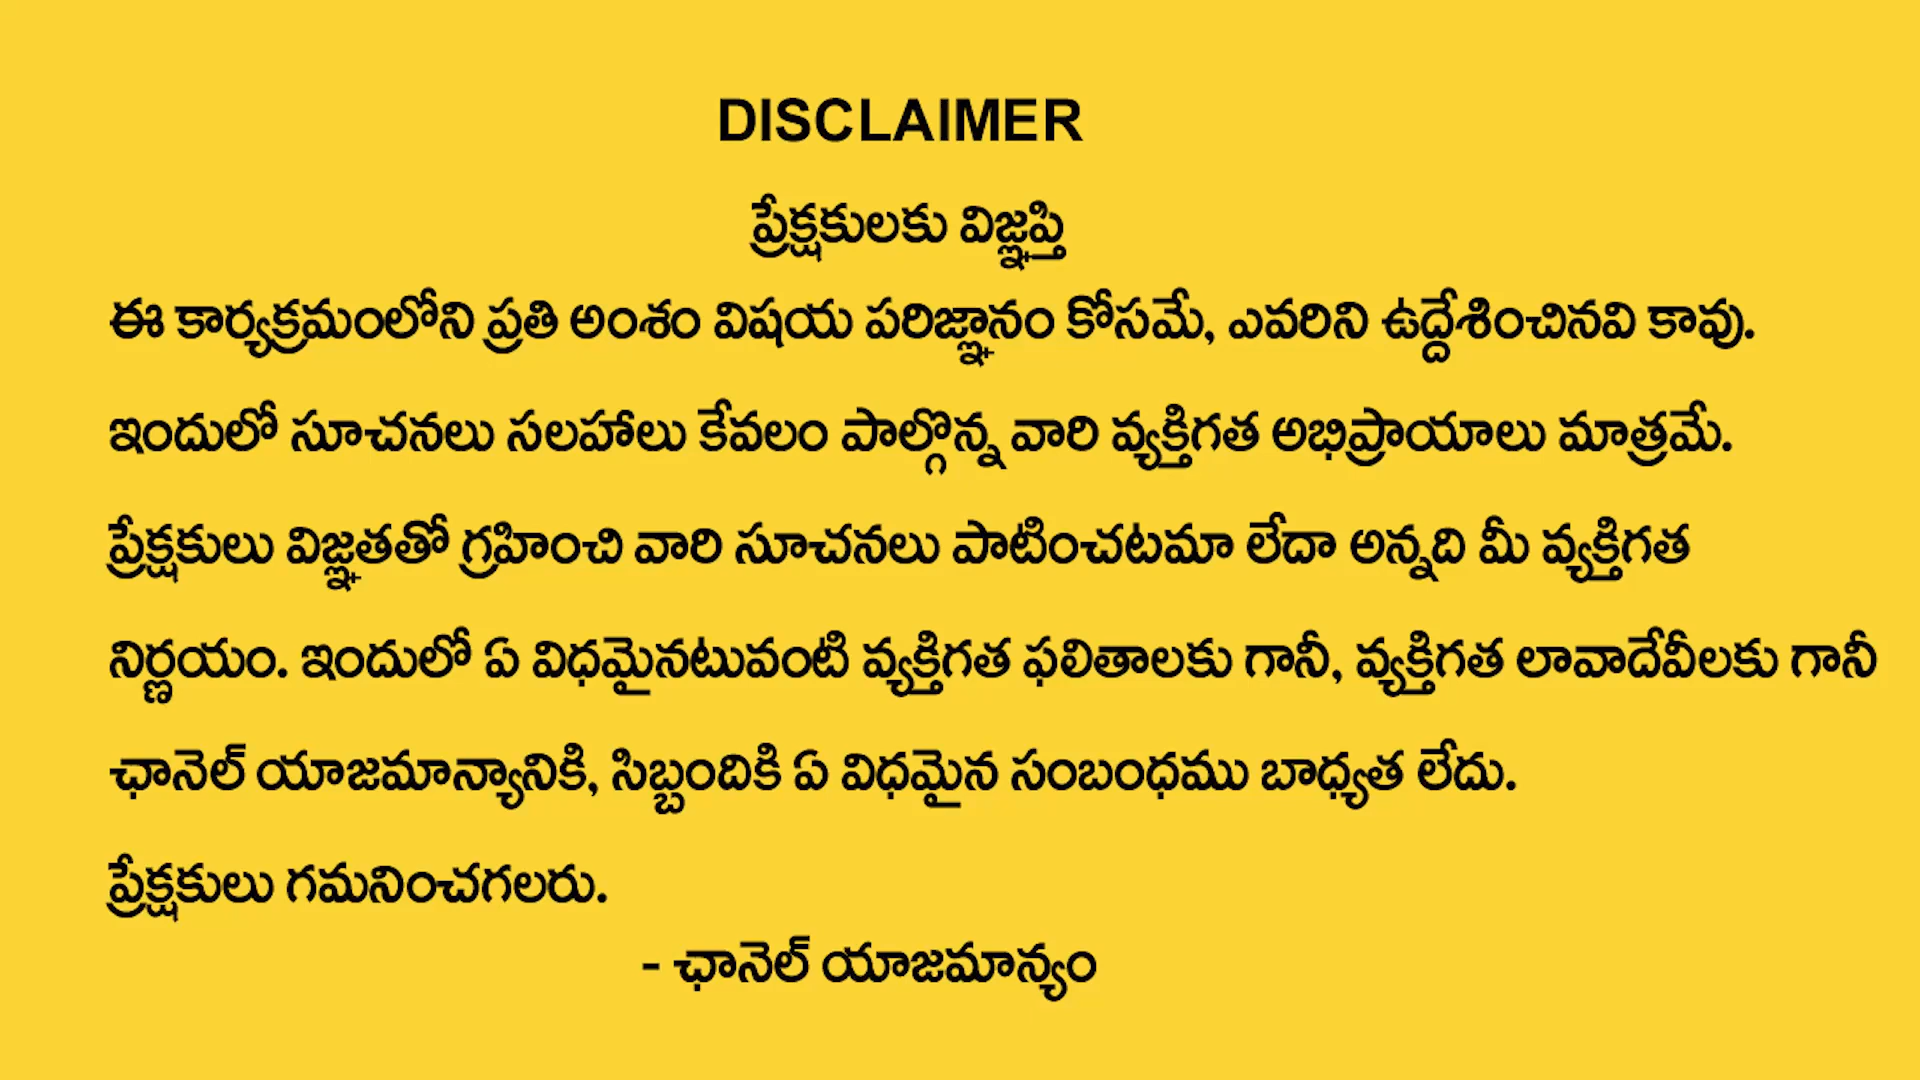 DISCLAIMER
ప్రేక్షకులకు విజ్ఞప్తి
ఈ కార్యక్రమంలోని ప్రతి అంశం విషయ పరిజ్ఞానం కోసమే, ఎవరిని ఉద్దేశించినవి కావు.
ఇందులో సూచనలు సలహాలు కేవలం పాల్గొన్న వారి వ్యక్తిగత అభిప్రాయాలు మాత్రమే.
ప్రేక్షకులు విజ్ఞతతో గ్రహించి వారి సూచనలు పాటించటమా లేదా అన్నది మీ వ్యక్తిగత
నిర్ణయం. ఇందులో ఏ విధమైనటువంటి వ్యక్తిగత ఫలితాలకు గానీ, వ్యక్తిగత లావాదేవీలకు గానీ
ఛానెల్ యాజమాన్యానికి, సిబ్బందికి ఏ విధమైన సంబంధము బాధ్యత లేదు.
ప్రేక్షకులు గమనించగలరు.
- ఛానెల్ యాజమాన్యం